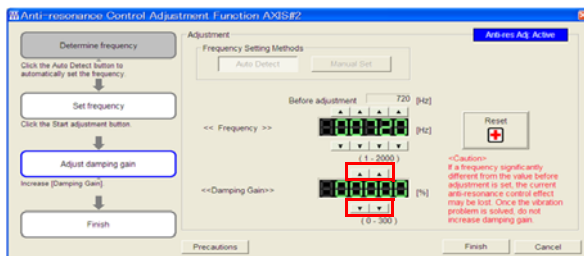 Anti-resonance Control Adjustment Function AXIS#2
Determine frequency
Click the Auto Detect button to
automatically set the frequency.
Set frequency
Click the Start adjustment button.
Adjust damping gain
Increase [Damping Gain]
Finish
Adjustment
Anti-res Adj: Active
Frequency Setting Methods
Auto Detect
Manual Set
Before adjustment 720 [Hz]
<< Frequency >>
[Hz]
( 1 - 2000 )
<<Damping Gain>>
[%]
( 0 - 300 )
Reset
<Caution>
If a frequency significantly
different from the value before
adjustment is set, the current
anti-resonance control effect
may be lost. Once the vibration
problem is solved, do not
increase damping gain.
Precautions
Finish
Cancel